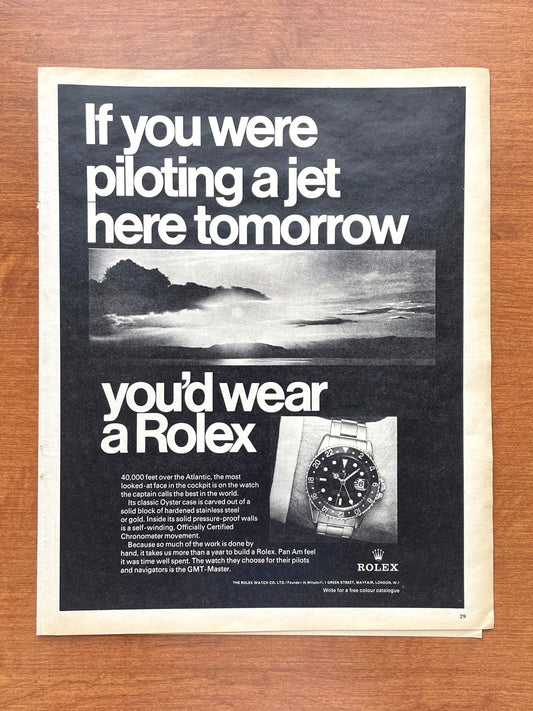 If you were
piloting a jet
here tomorrow
you'd wear
a Rolex
40,000 feet over the Atlantic, the most
looked-at face in the cockpit is on the watch
the captain calls the best in the world.
Its classic Oyster case is carved out of a
solid block of hardened stainless steel
or gold. Inside its solid pressure-proof walls
is a self-winding, Officially Certified
Chronometer movement.
Because so much of the work is done by
hand, it takes us more than a year to build a Rolex. Pan Am feel
it was time well spent. The watch they choose for their pilots
and navigators is the GMT-Master.
ROLEX
THE ROLEX WATCH CO. LTD. (Founder: H. Wilsdorf), 1 GREEN STREET, MAYFAIR, LONDON, W.1
Write for a free colour catalogue
29